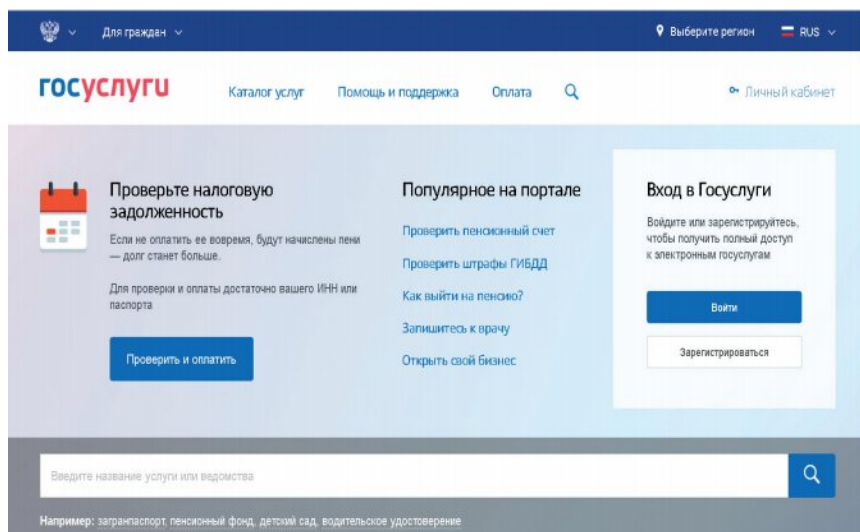 Для граждан
Выберите регион
RUS
госуслуги
Каталог услуг
Помощь и поддержка
Оплата
Личный кабинет
Проверьте налоговую
задолженность
Если не оплатить ее вовремя, будут начислены пени
— долг станет больше.
Для проверки и оплаты достаточно вашего ИНН или
паспорта
Проверить и оплатить
Популярное на портале
Проверить пенсионный счет
Проверить штрафы ГИБДД
Как выйти на пенсию?
Запишитесь к врачу
Открыть свой бизнес
Вход в Госуслуги
Войдите или зарегистрируйтесь,
чтобы получить полный доступ
к электронным госуслугам
Войти
Зарегистрироваться
Введите название услуги или ведомства
Например: загранпаспорт, пенсионный фонд, детский сад, водительское удостоверение